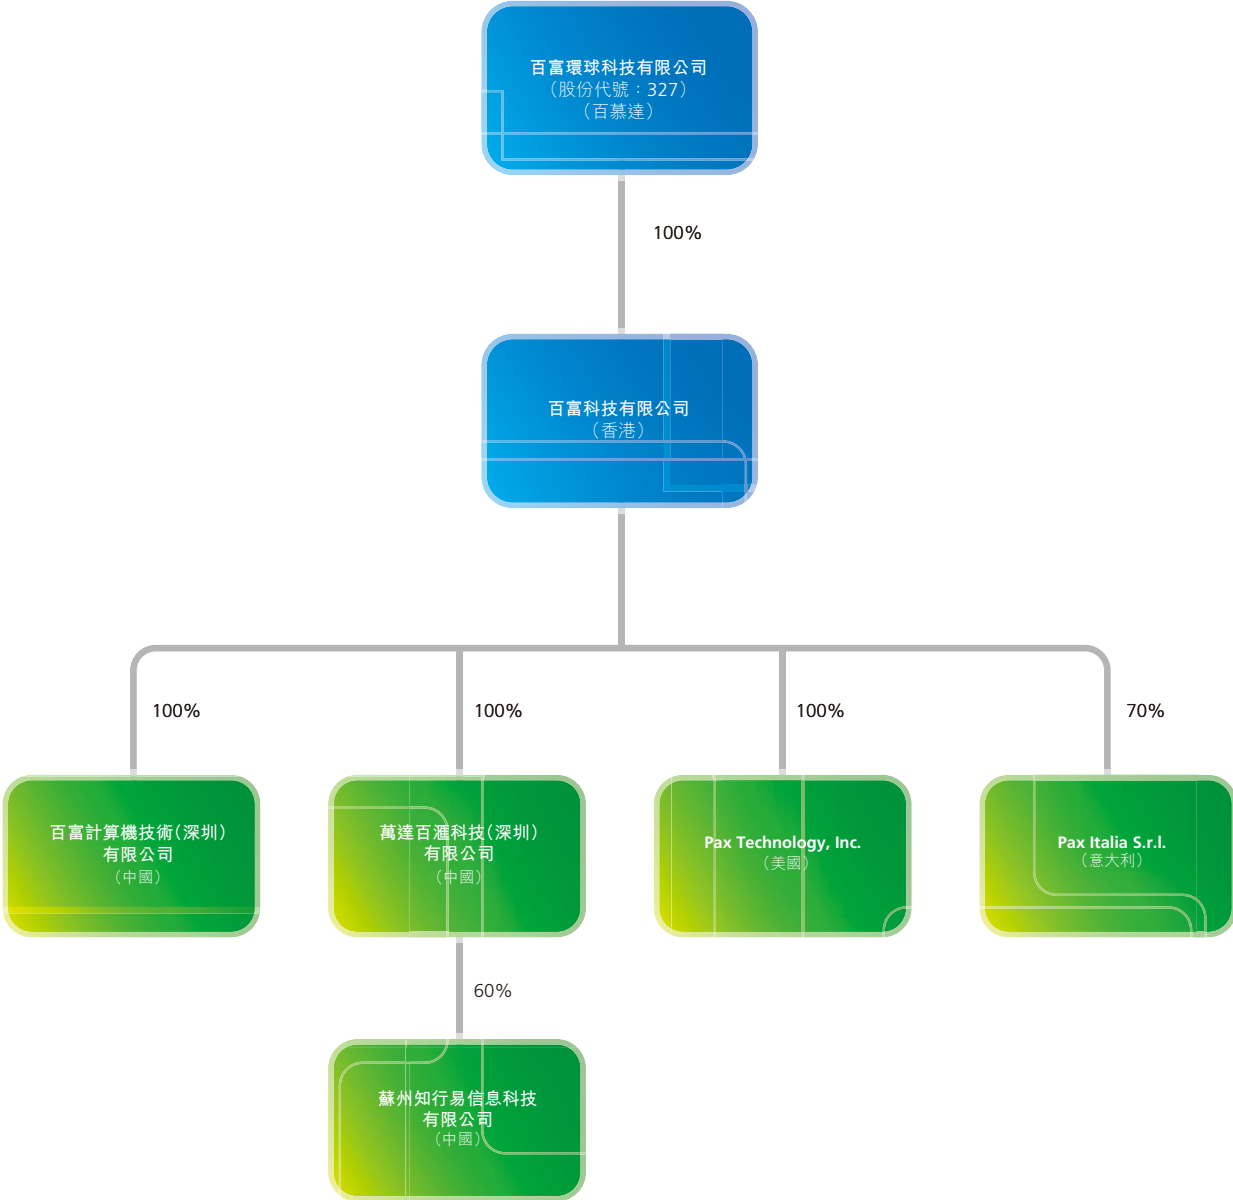 百富環球科技有限公司
（股份代號：327）
（百慕達）
100%
百富科技有限公司
（香港）
100%
100%
100%
70%
百富計算機技術（深圳）
有限公司
（中國）
萬達百滙科技（深圳）
有限公司
（中國）
Pax Technology, Inc.
（美國）
Pax Italia S.r.l.
（意大利）
60%
蘇州知行易信息科技
有限公司
（中國）